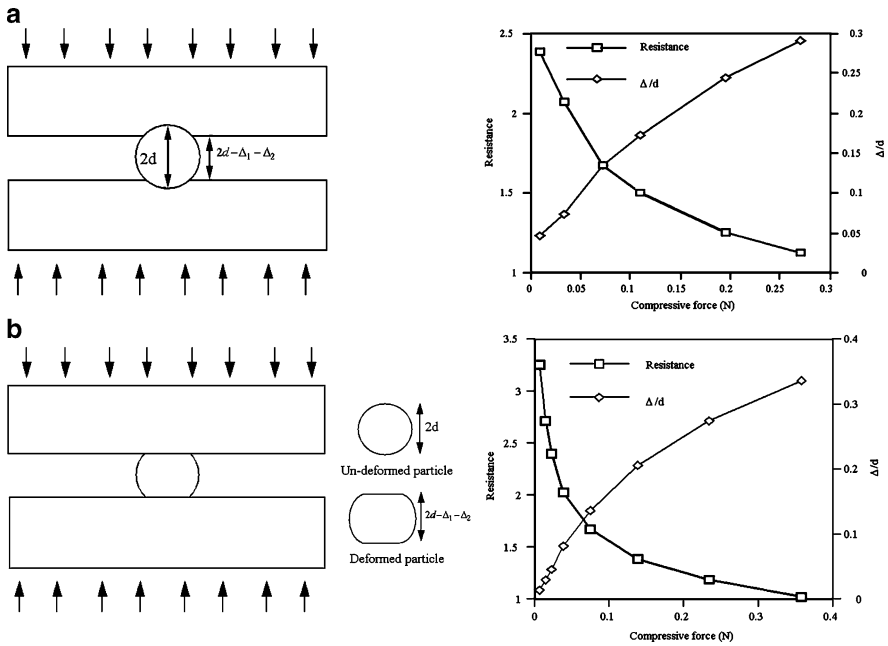 a
2d
2d−Δ1−Δ2
2.5
2
1.5
1
Resistance
Resistance
Δ/d
0.3
0.25
0.2
0.15
0.1
0.05
0
Δ/d
0
0.05
0.1
0.15
0.2
0.25
0.3
Compressive force (N)
b
2d
Un-deformed particle
2d−Δ1−Δ2
Deformed particle
3.5
3
2.5
2
1.5
1
Resistance
Resistance
Δ/d
0.4
0.3
0.2
0.1
0
Δ/d
0
0.1
0.2
0.3
0.4
Compressive force (N)